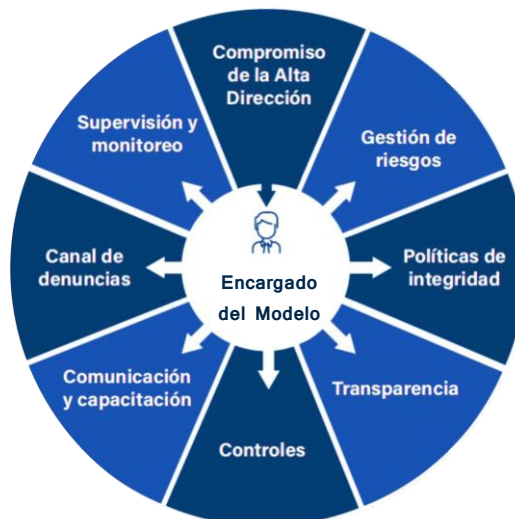 Compromiso
de la Alta
Dirección
Gestión de
riesgos
Políticas de
integridad
Transparencia
Controles
Comunicación
y capacitación
Canal de
denuncias
Supervisión y
monitoreo
Encargado
del Modelo